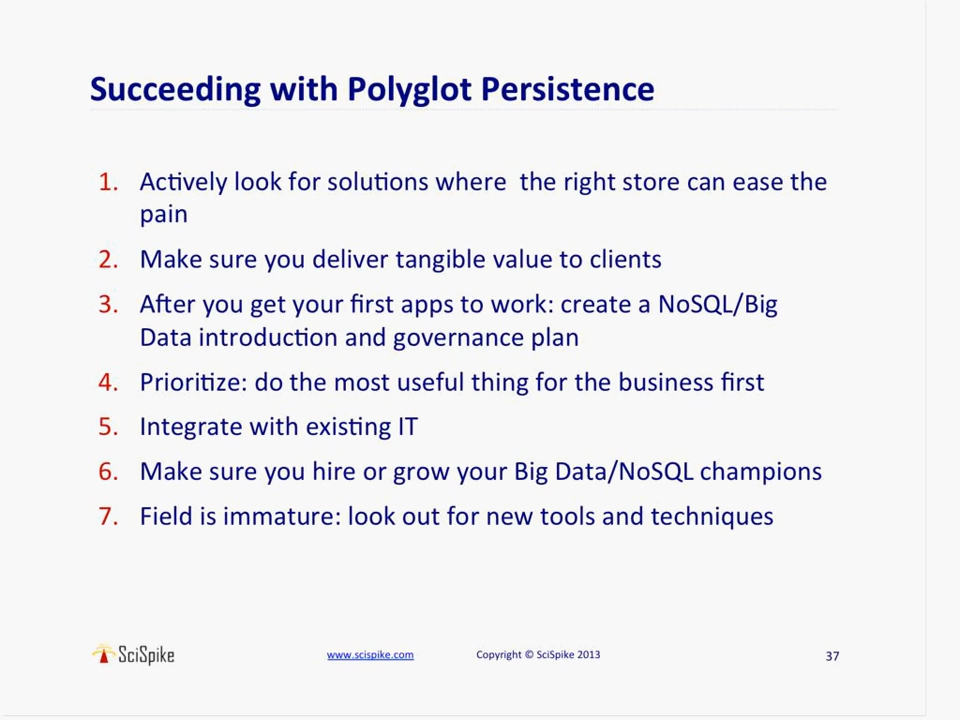 Succeeding with Polyglot Persistence
1. Actively look for solutions where  the right store can ease the
pain
2. Make sure you deliver tangible value to clients
3. After you get your first apps to work: create a NoSQL/Big
Data introduction and governance plan
4. Prioritize: do the most useful thing for the business first
5. Integrate with existing IT
6. Make sure you hire or grow your Big Data/NoSQL champions
7. Field is immature: look out for new tools and techniques
SciSpike www.scispike.com Copyright © SciSpike 2013 37